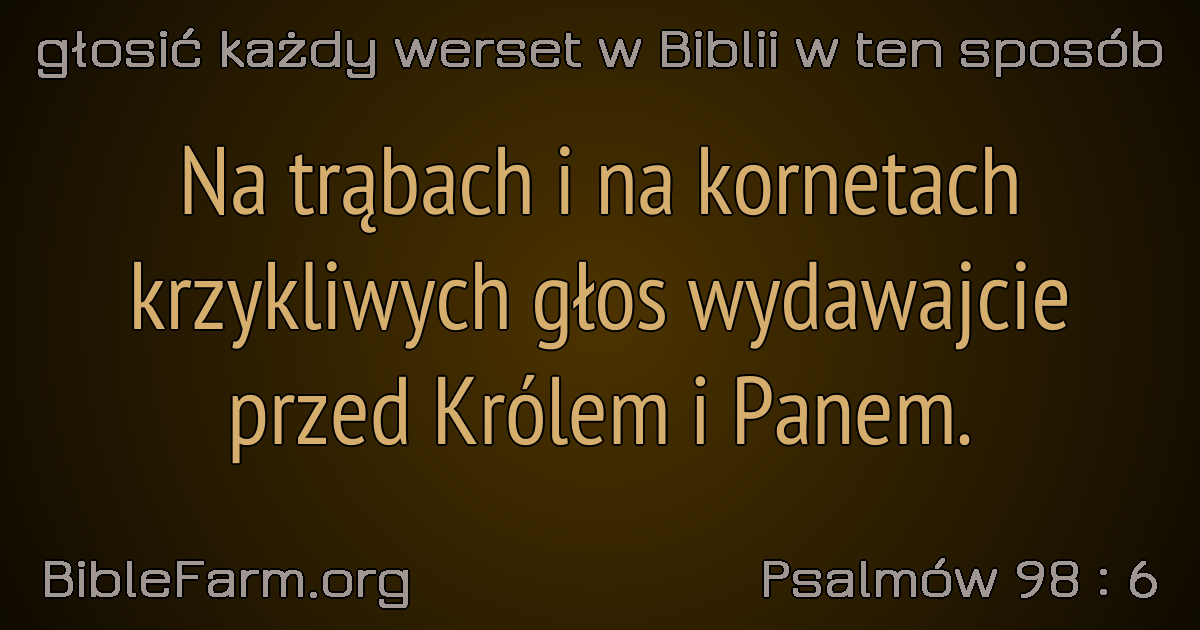 głosić każdy werset w Biblii w ten sposób
Na trąbach i na kornetach
krzykliwych głos wydawajcie
przed Królem i Panem.
BibleFarm.org
Psalmów 98 : 6